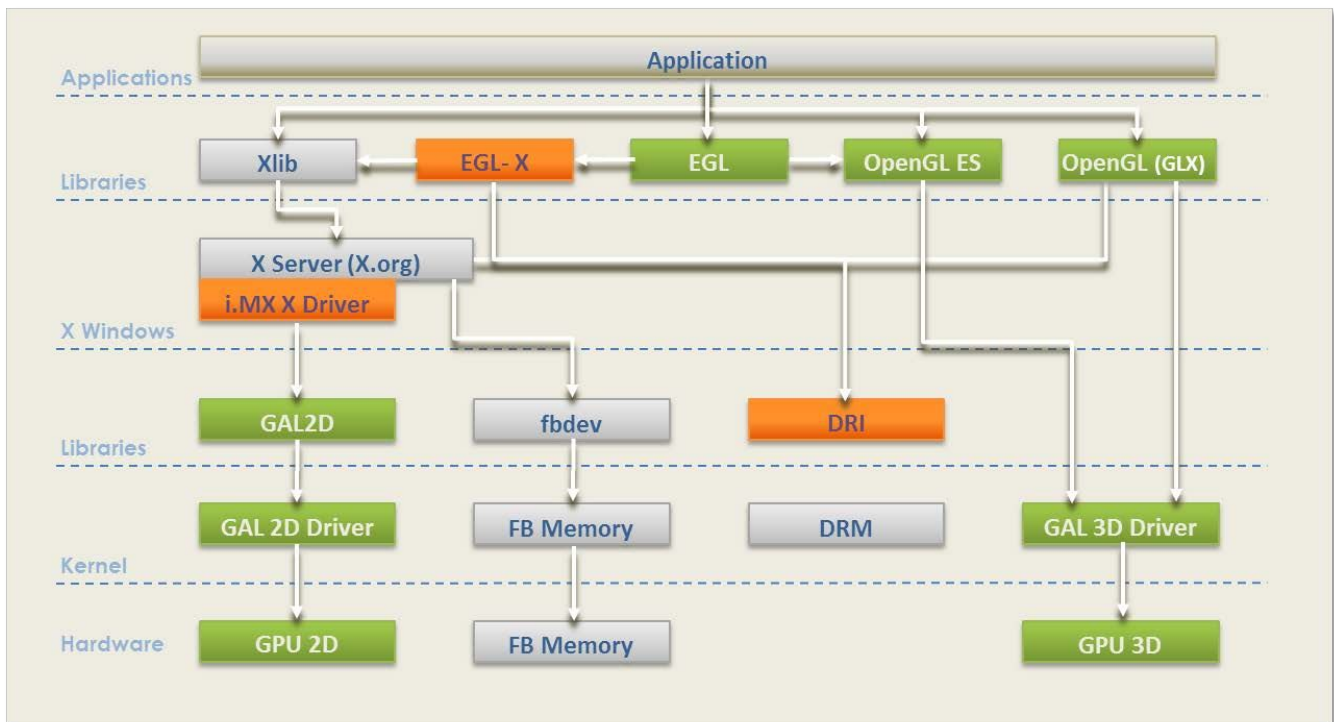 Application
Applications
Xlib
EGL- X
EGL
OpenGL ES
OpenGL (GLX)
Libraries
X Server (X.org)
i.MX X Driver
X Windows
GAL2D
fbdev
DRI
Libraries
GAL 2D Driver
FB Memory
DRM
GAL 3D Driver
Kernel
Hardware
GPU 2D
FB Memory
GPU 3D